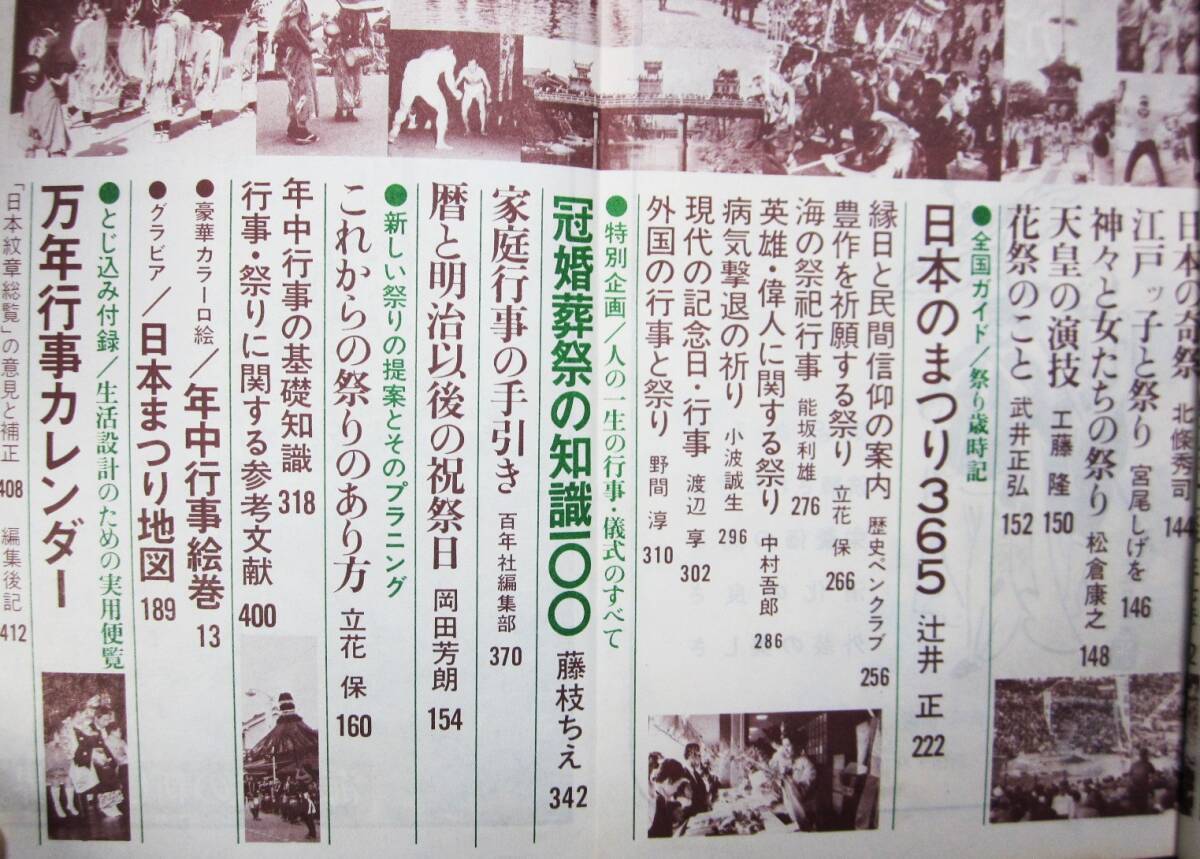 日本の奇祭 北條秀司 144
江戸ッ子と祭り 宮尾しげを 146
神々と女たちの祭り 松倉康之 148
天皇の演技 工藤 隆 150
花祭のこと 武井正弘 152
●全国ガイド/祭り歳時記
日本のまつり365 辻井 正 222
縁日と民間信仰の案内 歴史ペンクラブ 256
豊作を祈願する祭り 立花 保 266
海の祭祀行事 能坂利雄 276
英雄・偉人に関する祭り 中村吾郎 286
病気撃退の祈り 小波誠生 296
現代の記念日・行事 渡辺 享 302
外国の行事と祭り 野間 淳 310
●特別企画/人の一生の行事・儀式のすべて
冠婚葬祭の知識一〇〇 藤枝ちえ 342
家庭行事の手引き 百年社編集部 370
暦と明治以後の祝祭日 岡田芳朗 154
●新しい祭りの提案とそのプラニング
これからの祭りのあり方 立花 保 160
年中行事の基礎知識 318
行事・祭りに関する参考文献 400
●豪華カラー口絵/年中行事絵巻 13
●グラビア/日本まつり地図 189
●とじ込み付録/生活設計のための実用便覧
万年行事カレンダー
「日本紋章総覧」の意見と補正 408 編集後記 412